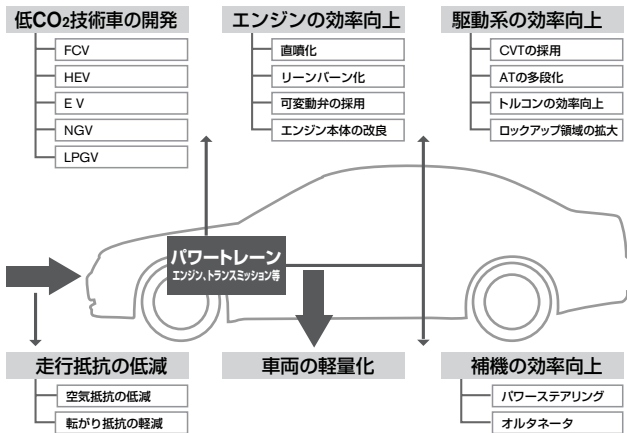 低CO2技術車の開発
FCV
HEV
E V
NGV
LPGV
エンジンの効率向上
直噴化
リーンバーン化
可変動弁の採用
エンジン本体の改良
駆動系の効率向上
CVTの採用
ATの多段化
トルコンの効率向上
ロックアップ領域の拡大
パワートレーン
エンジン、トランスミッション等
走行抵抗の低減
空気抵抗の低減
転がり抵抗の軽減
車両の軽量化
補機の効率向上
パワーステアリング
オルタネータ